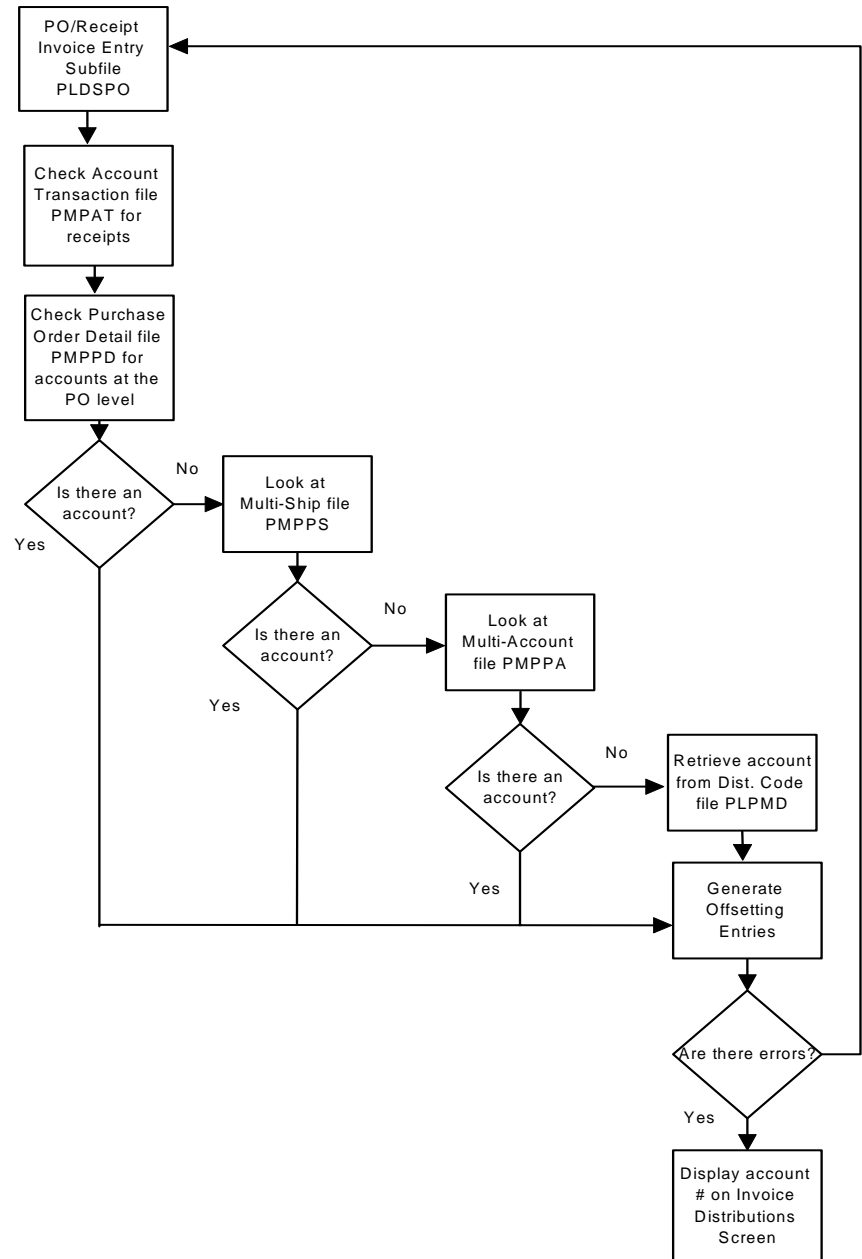 PO/Receipt
Invoice Entry
Subfile
PLDSPO
Check Account
Transaction file
PMPAT for
receipts
Check Purchase
Order Detail file
PMPPD for
accounts at the
PO level
Is there an
account?
No
Yes
Look at
Multi-Ship file
PMPPS
Is there an
account?
No
Yes
Look at
Multi-Account
file PMPPA
Is there an
account?
No
Yes
Retrieve account
from Dist. Code
file PLPMD
Generate
Offsetting
Entries
Are there errors?
Yes
Display account
# on Invoice
Distributions
Screen